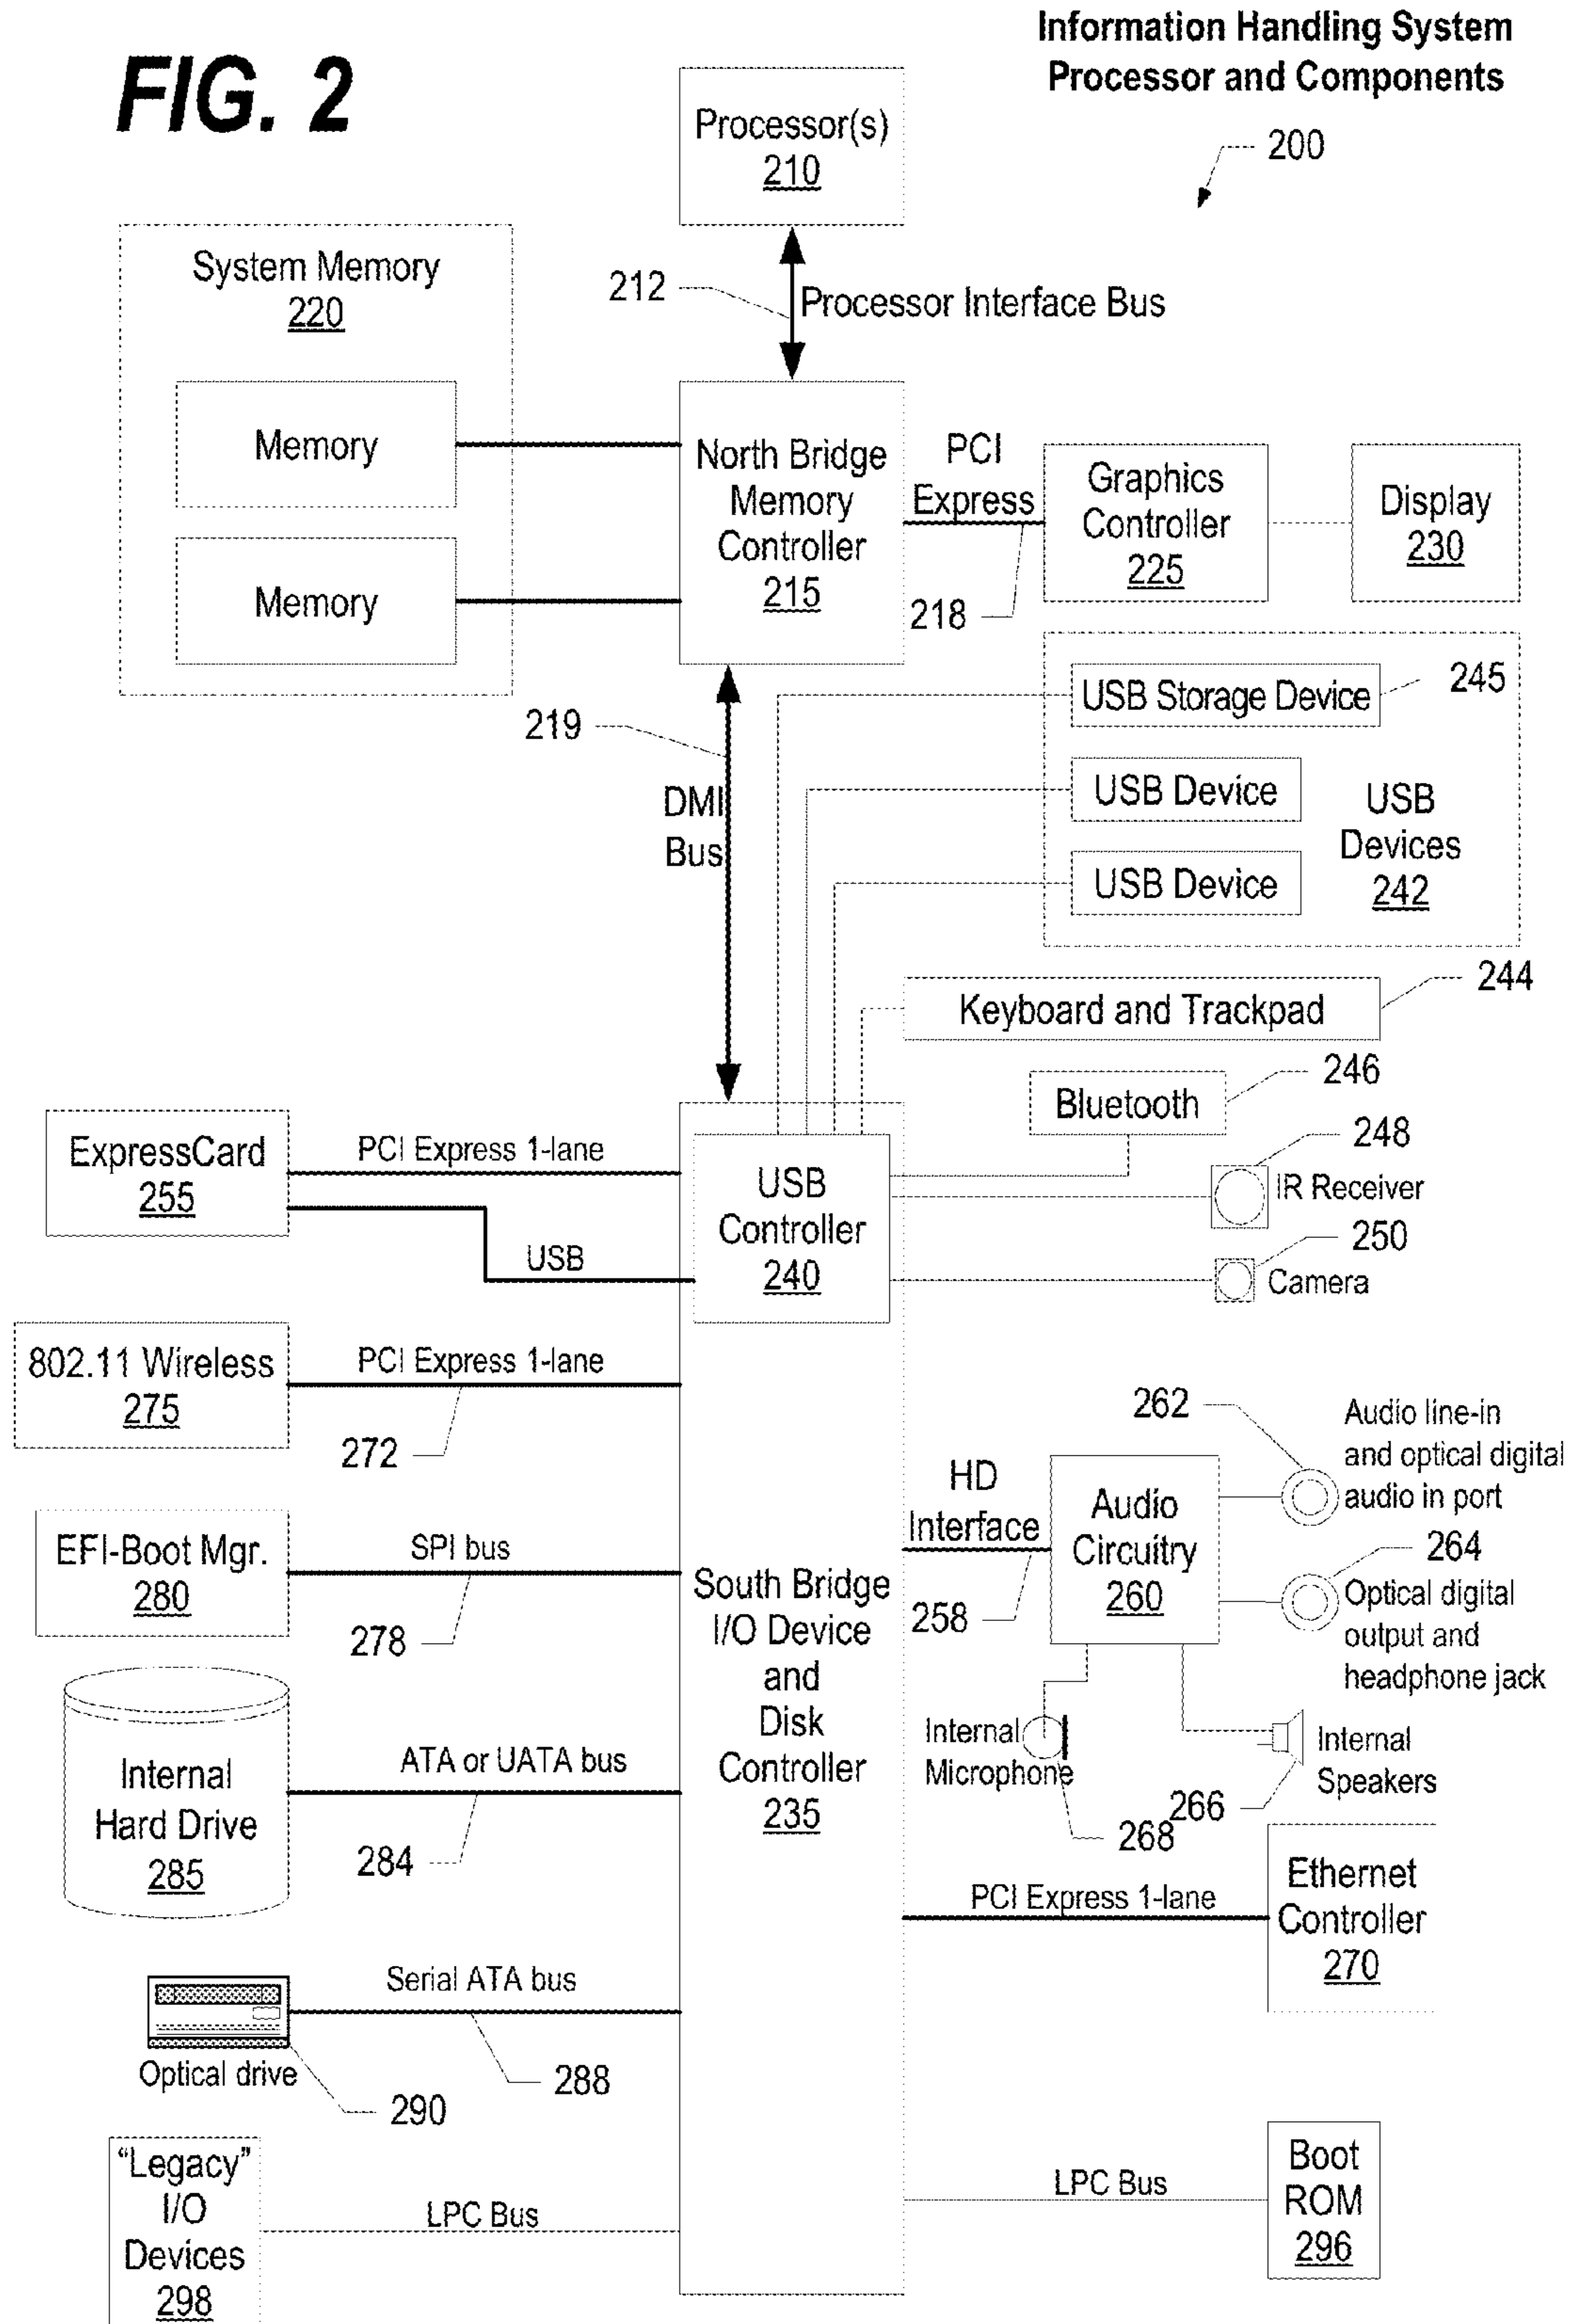 FIG. 2
Information Handling System
Processor and Components
200
Processor(s)
210
System Memory
220
212
Processor Interface Bus
Memory
Memory
North Bridge
Memory
Controller
215
PCI
Express
218
Graphics
Controller
225
Display
230
219
DMI
Bus
USB Storage Device
245
USB Device
USB Device
USB
Devices
242
Keyboard and Trackpad
244
Bluetooth
246
248
IR Receiver
250
Camera
ExpressCard
255
PCI Express 1-lane
USB
USB
Controller
240
802.11 Wireless
275
PCI Express 1-lane
272
EFI-Boot Mgr.
280
SPI bus
278
South Bridge
I/O Device
and
Disk
Controller
235
HD
Interface
258
Audio
Circuitry
260
262
Audio line-in
and optical digital
audio in port
264
Optical digital
output and
headphone jack
Internal
Microphone
268
Internal
Speakers
266
Internal
Hard Drive
285
ATA or UATA bus
284
PCI Express 1-lane
Ethernet
Controller
270
Serial ATA bus
288
Optical drive
290
"Legacy"
I/O
Devices
298
LPC Bus
LPC Bus
Boot
ROM
296